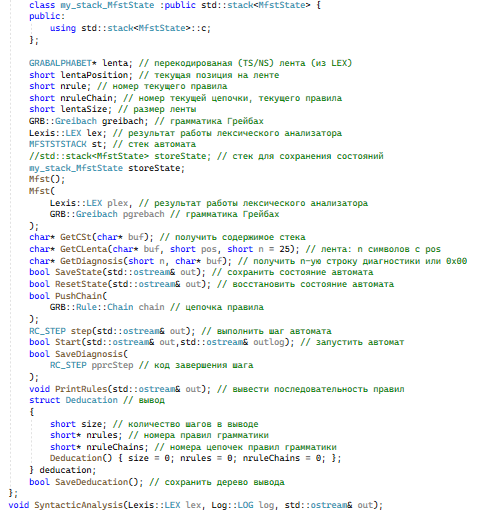 class my_stack_MfstState :public std::stack<MfstState> {
public:
using std::stack<MfstState>::c;
};
GRABALPHABET* lenta; // перекодированая (TS/NS) лента (из LEX)
short lentaPosition; // текущая позиция на ленте
short nrule; // номер текущего правила
short nruleChain; // номер текущей цепочки, текущего правила
short lentaSize; // размер ленты
GRB::Greibach greibach; // грамматика Грейбах
Lexis::LEX lex; // результат работы лексического анализатора
MFSTSTSTACK st; // стек автомата
//std::stack<MfstState> storeState; // стек для сохранения состояний
my_stack_MfstState storeState;
Mfst();
Mfst(
Lexis::LEX plex, // результат работы лексического анализатора
GRB::Greibach pgrebach // грамматика Грейбах
);
char* GetCSt(char* buf); // получить содержимое стека
char* GetCLenta(char* buf, short pos, short n = 25); // лента: n символов с pos
char* GetDiagnosis(short n, char* buf); // получить n-ую строку диагностики или 0x00
bool SaveState(std::ostream& out); // сохранить состояние автомата
bool ResetState(std::ostream& out); // восстановить состояние автомата
bool PushChain(
GRB::Rule::Chain chain // цепочка правила
);
RC_STEP step(std::ostream& out); // выполнить шаг автомата
bool Start(std::ostream& out,std::ostream& outlog); // запустить автомат
bool SaveDiagnosis(
RC_STEP pprcStep // код завершения шага
);
void PrintRules(std::ostream& out); // вывести последовательность правил
struct Deducation // вывод
{
short size; // количество шагов в выводе
short* nrules; // номера правил грамматики
short* nruleChains; // номера цепочек правил грамматики
Deducation() { size = 0; nrules = 0; nruleChains = 0; };
} deducation;
bool SaveDeducation(); // сохранить дерево вывода
};
void SyntacticAnalysis(Lexis::LEX lex, Log::LOG log, std::ostream& out);